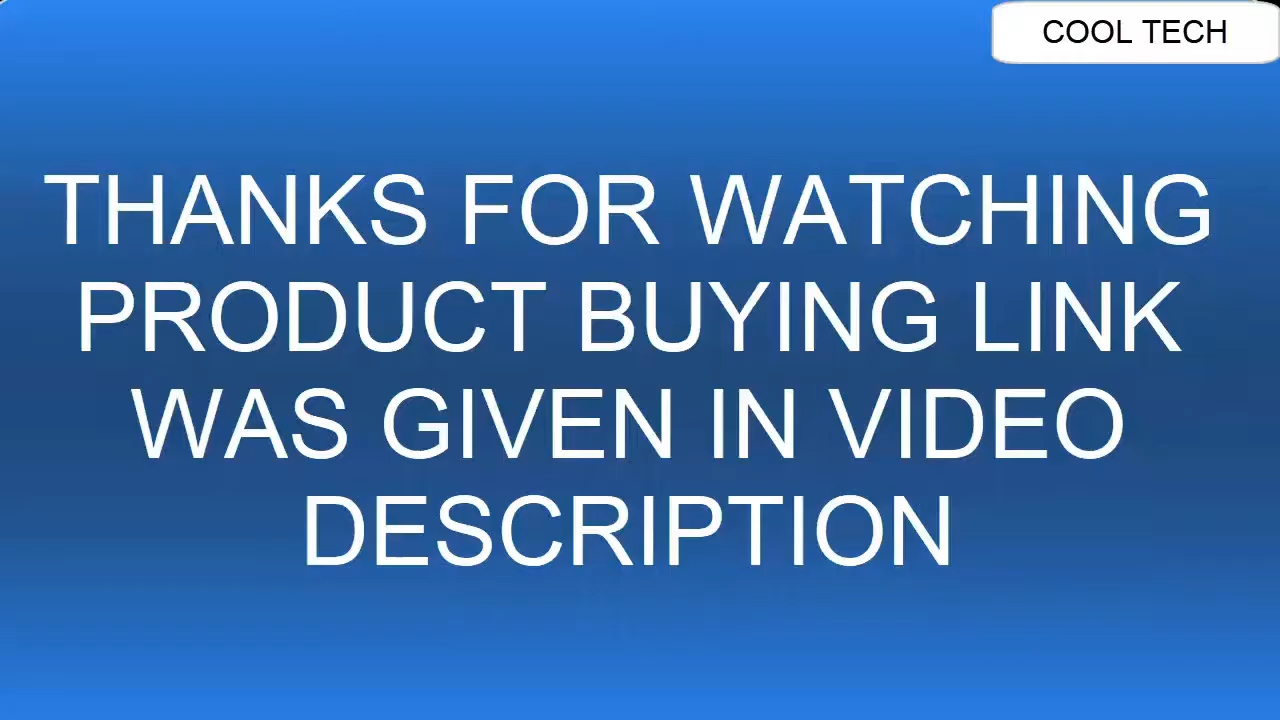 COOL TECH
THANKS FOR WATCHING
PRODUCT BUYING LINK
WAS GIVEN IN VIDEO
DESCRIPTION